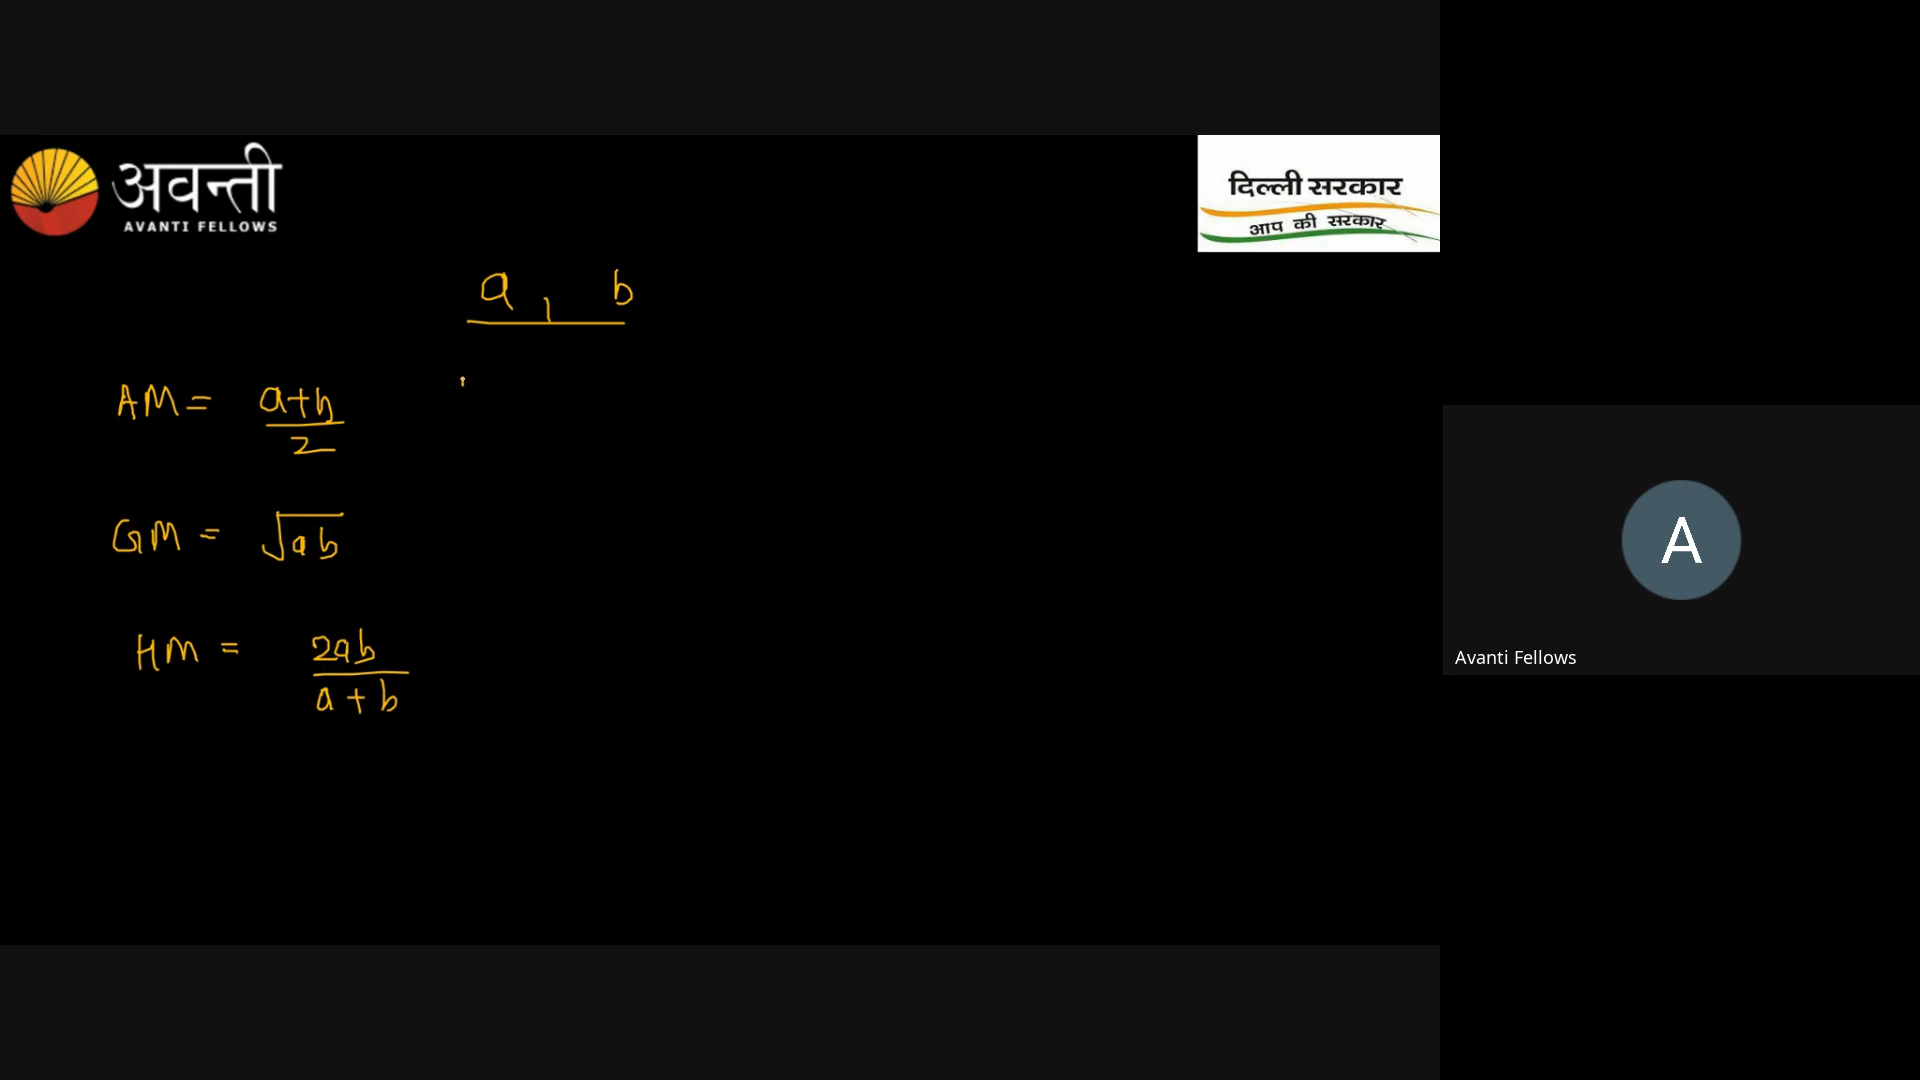 अवन्ती
AVANTI FELLOWS
दिल्ली सरकार
आप की सरकार
a , b
AM = a+b/2
GM = √ab
HM = 2ab/a+b
A
Avanti Fellows